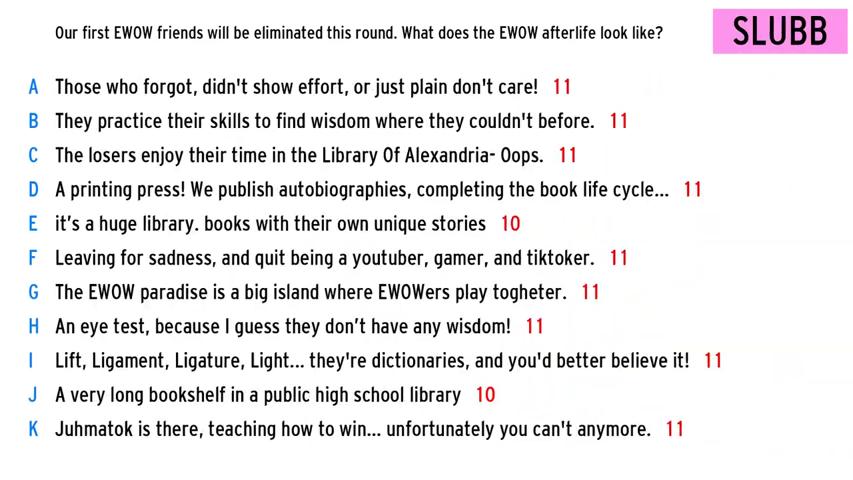 Our first EWOW friends will be eliminated this round. What does the EWOW afterlife look like?
SLUBB
A Those who forgot, didn't show effort, or just plain don't care! 11
B They practice their skills to find wisdom where they couldn't before. 11
C The losers enjoy their time in the Library Of Alexandria- Oops. 11
D A printing press! We publish autobiographies, completing the book life cycle... 11
E it's a huge library. books with their own unique stories 10
F Leaving for sadness, and quit being a youtuber, gamer, and tiktoker. 11
G The EWOW paradise is a big island where EWOWers play togheter. 11
H An eye test, because I guess they don't have any wisdom! 11
I Lift, Ligament, Ligature, Light... they're dictionaries, and you'd better believe it! 11
J A very long bookshelf in a public high school library 10
K Juhmatok is there, teaching how to win... unfortunately you can't anymore. 11